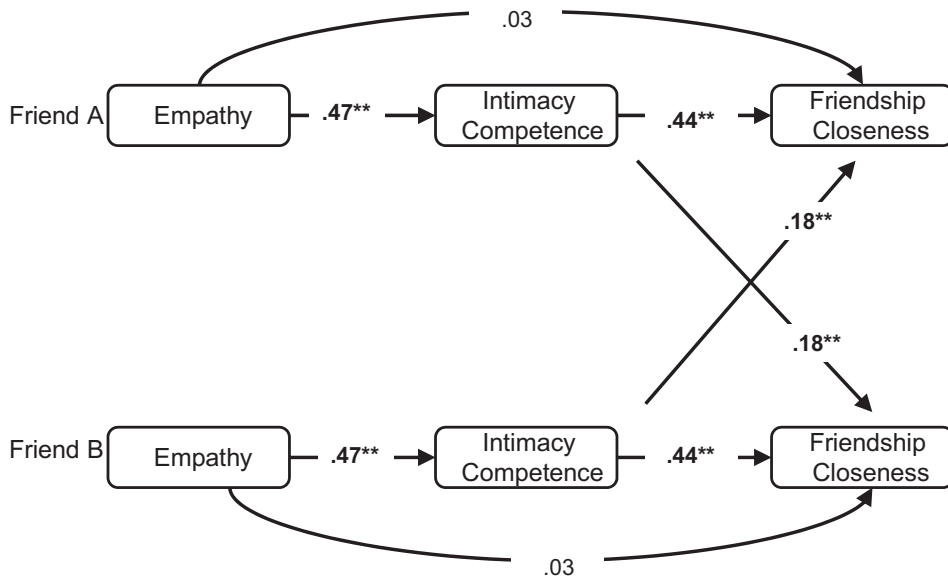 .03
Friend A
Empathy
.47**
Intimacy
Competence
.44**
Friendship
Closeness
.18**
.18**
Friend B
Empathy
.47**
Intimacy
Competence
.44**
Friendship
Closeness
.03